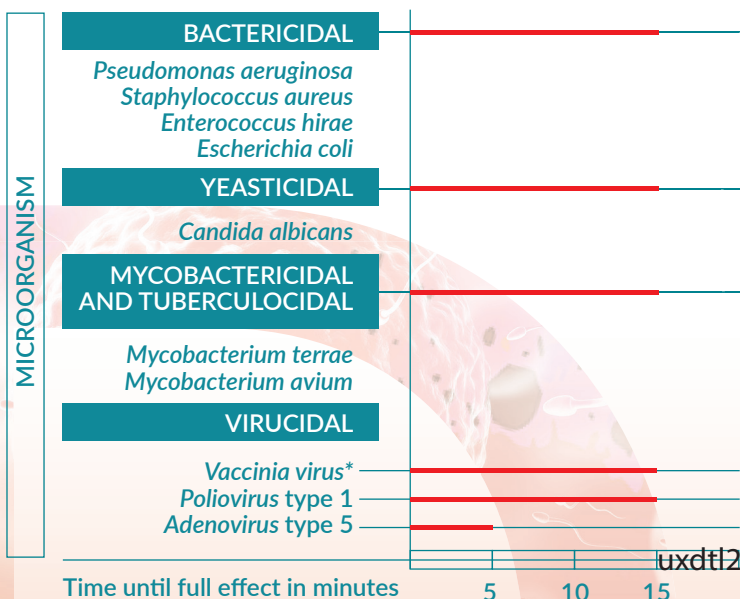 MICROORGANISM
BACTERICIDAL
Pseudomonas aeruginosa
Staphylococcus aureus
Enterococcus hirae
Escherichia coli
YEASTICIDAL
Candida albicans
MYCOBACTERICIDAL
AND TUBERCULOCIDAL
Mycobacterium terrae
Mycobacterium avium
VIRUCIDAL
Vaccinia virus*
Poliovirus type 1
Adenovirus type 5
uxdtl2
Time until full effect in minutes 5 10 15